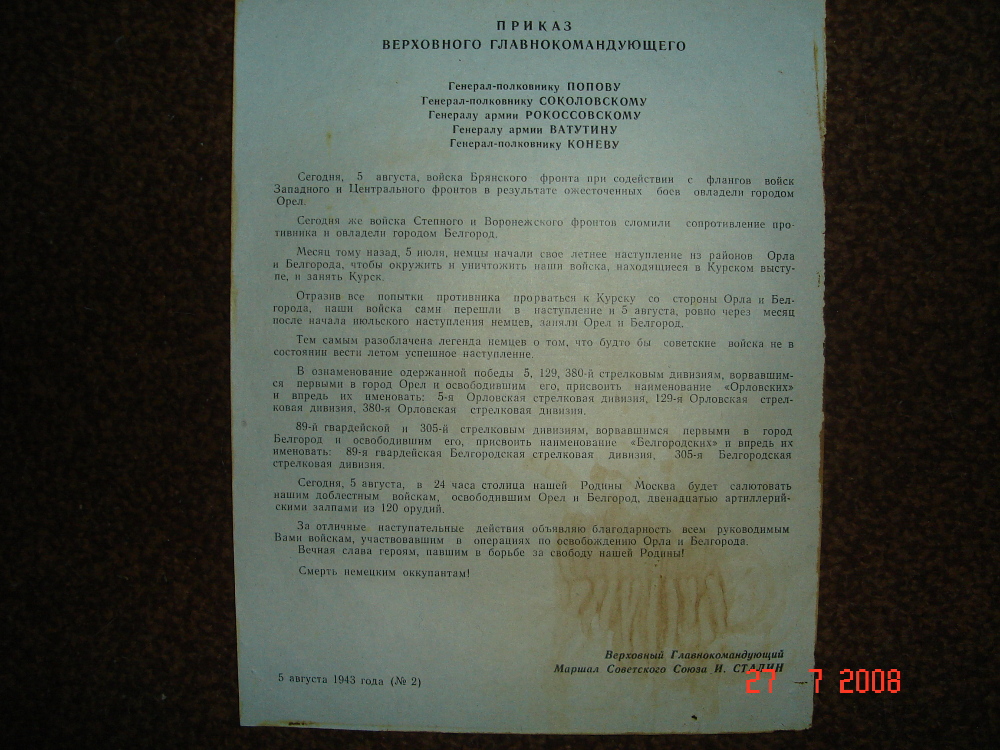 ПРИКАЗ
ВЕРХОВНОГО ГЛАВНОКОМАНДУЮЩЕГО
Генерал-полковнику ПОПОВУ
Генерал-полковнику СОКОЛОВСКОМУ
Генералу армии РОКОССОВСКОМУ
Генералу армии ВАТУТИНУ
Генерал-полковнику КОНЕВУ
Сегодня, 5 августа, войска Брянского фронта при содействии с флангов войск
Западного и Центрального фронтов в результате ожесточенных боев овладели городом
Орел.
Сегодня же войска Степного и Воронежского фронтов сломили сопротивление про-
тивника и овладели городом Белгород.
Месяц тому назад, 5 июля, немцы начали свое летнее наступление из районов Орла
и Белгорода, чтобы окружить и уничтожить наши войска, находящиеся в Курском высту-
пе, и занять Курск.
Отразив все попытки противника прорваться к Курску со стороны Орла и Бел-
города, наши войска сами перешли в наступление и 5 августа, ровно через месяц
после начала июльского наступления немцев, заняли Орел и Белгород.
Тем самым разоблачена легенда немцев о том, что будто бы советские войска не в
состоянии вести летом успешное наступление.
В ознаменование одержанной победы 5, 129, 380-й стрелковым дивизиям, ворвавшим-
ся первыми в город Орел и освободившим его, присвоить наименование «Орловских»
и впредь их именовать: 5-я Орловская стрелковая дивизия, 129-я Орловская стрел-
ковая дивизия, 380-я Орловская стрелковая дивизия.
89-й гвардейской и 305-й стрелковым дивизиям, ворвавшимся первыми в город
Белгород и освободившим его, присвоить наименование «Белгородских» и впредь их
именовать: 89-я гвардейская Белгородская стрелковая дивизия, 305-я Белгородская
стрелковая дивизия.
Сегодня, 5 августа, в 24 часа столица нашей Родины Москва будет салютовать
нашим доблестным войскам, освободившим Орел и Белгород, двенадцатью артиллерий-
скими залпами из 120 орудий.
За отличные наступательные действия объявляю благодарность всем руководимым
Вами войскам, участвовавшим в операциях по освобождению Орла и Белгорода.
Вечная слава героям, павшим в борьбе за свободу нашей Родины!
Смерть немецким оккупантам!
Верховный Главнокомандующий
Маршал Советского Союза И. СТАЛИН
5 августа 1943 года (№ 2)
27 7 2008